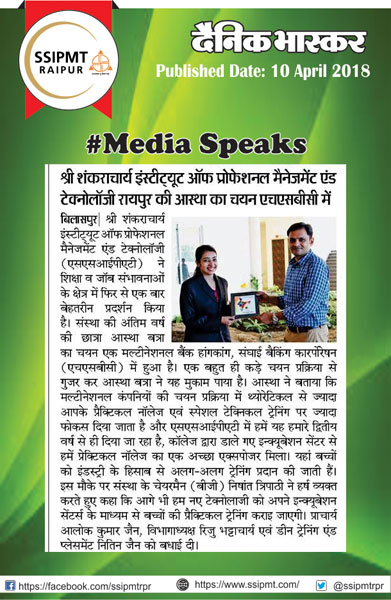 SSIPMT
RAIPUR
दैनिक भास्कर
Published Date: 10 April 2018
#Media Speaks
श्री शंकराचार्य इंस्टीट्यूट ऑफ प्रोफेशनल मैनेजमेंट एंड
टेक्नोलॉजी रायपुर की आस्था का चयन एचएसबीसी में
बिलासपुर| श्री शंकराचार्य
इंस्टीट्यूट ऑफ प्रोफेशनल
मैनेजमेंट एंड टेक्नोलॉजी
(एसएसआईपीएटी) ने
शिक्षा व जॉब संभावनाओं
के क्षेत्र में फिर से एक बार
बेहतरीन प्रदर्शन किया
है। संस्था की अंतिम वर्ष
की छात्रा आस्था बत्रा
का चयन एक मल्टीनेशनल बैंक हांगकांग, संघाई बैकिंग कारपोरेषन
(एचएसबीसी) में हुआ है। एक बहुत ही कड़े चयन प्रक्रिया से
गुजर कर आस्था बत्रा ने यह मुकाम पाया है। आस्था ने बताया कि
मल्टीनेशनल कंपनियों की चयन प्रक्रिया में थ्योरेटिकल से ज्यादा
आपके प्रैक्टिकल नॉलेज एवं स्पेशल टेक्निकल ट्रेनिंग पर ज्यादा
फोकस दिया जाता है और एसएसआईपीएटी में हमें यह हमारे द्वितीय
वर्ष से ही दिया जा रहा है, कॉलेज द्वारा डाले गए इन्क्यूबेशन सेंटर से
हमें प्रेक्टिकल नॉलेज का एक अच्छा एक्सपोजर मिला। यहां बच्चों
को इंडस्ट्री के हिसाब से अलग-अलग ट्रेनिंग प्रदान की जाती हैं।
इस मौके पर संस्था के चेयरमैन (बीजी) निषांत त्रिपाठी ने हर्ष व्यक्त
करते हुए कहा कि आगे भी हम नए टेक्नोलाजी को अपने इन्क्यूबेशन
सेंटर्स के माध्यम से बच्चों की प्रैक्टिकल ट्रेनिंग कराइ जाएगी। प्राचार्य
आलोक कुमार जैन, विभागाध्यक्ष रिजु भट्टाचार्य एवं डीन ट्रेनिंग एंड
प्लेसमेंट नितिन जैन को बधाई दी।
https://facebook.com/ssipmtrpr
https://www.ssipmt.com/
@ssipmtrpr